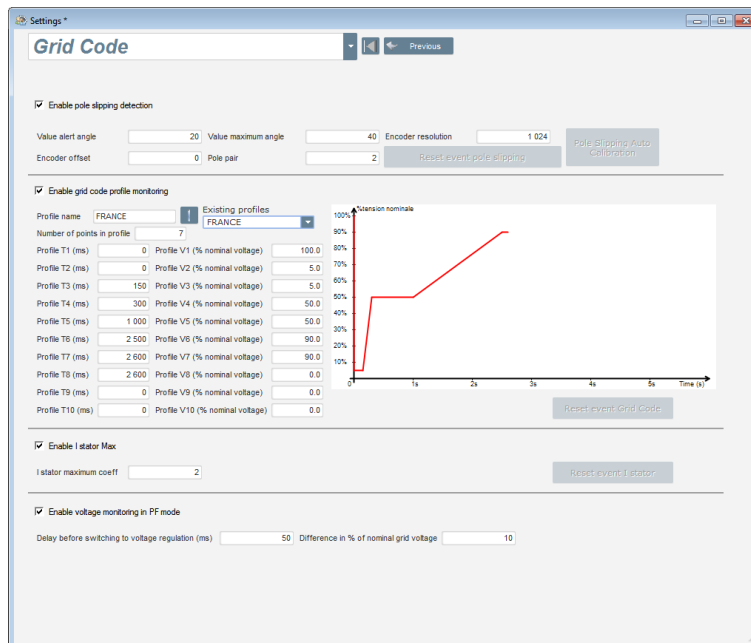 Settings *
Grid Code
Previous
Enable pole slipping detection
Value alert angle 20 Value maximum angle 40 Encoder resolution 1 024
Pole Slipping Auto Calibration
Encoder offset 0 Pole pair 2 Reset event pole slipping
Enable grid code profile monitoring
Profile name FRANCE ! Existing profiles
FRANCE
Number of points in profile 7
Profile T1 (ms) 0 Profile V1 (% nominal voltage) 100.0
Profile T2 (ms) 0 Profile V2 (% nominal voltage) 5.0
Profile T3 (ms) 150 Profile V3 (% nominal voltage) 5.0
Profile T4 (ms) 300 Profile V4 (% nominal voltage) 50.0
Profile T5 (ms) 1 000 Profile V5 (% nominal voltage) 50.0
Profile T6 (ms) 2 500 Profile V6 (% nominal voltage) 90.0
Profile T7 (ms) 2 600 Profile V7 (% nominal voltage) 90.0
Profile T8 (ms) 2 600 Profile V8 (% nominal voltage) 0.0
Profile T9 (ms) 0 Profile V9 (% nominal voltage) 0.0
Profile T10 (ms) 0 Profile V10 (% nominal voltage) 0.0
%tension nominale
100%
90%
80%
70%
60%
50%
40%
30%
20%
10%
0 1s 2s 3s 4s 5s Time (s)
Reset event Grid Code
Enable I stator Max
I stator maximum coeff 2 Reset event I stator
Enable voltage monitoring in PF mode
Delay before switching to voltage regulation (ms) 50 Difference in % of nominal grid voltage 10